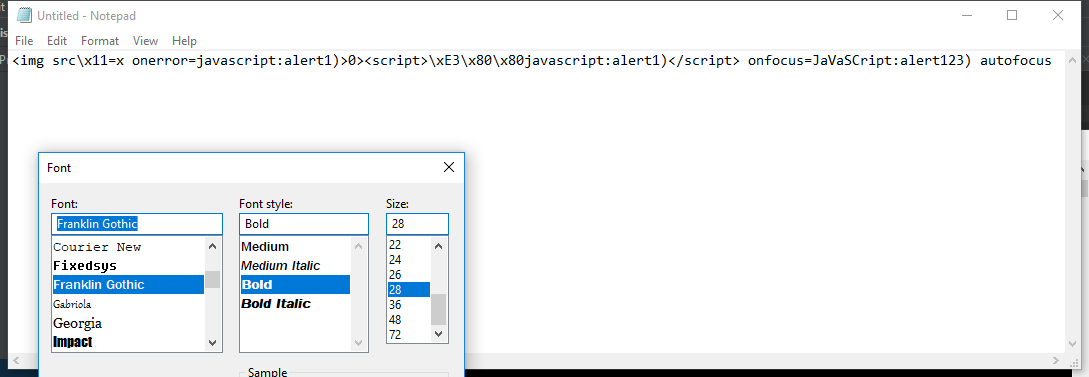 Untitled - Notepad
File Edit Format View Help
<img src\x11=x onerror=javascript:alert1)>0><script>\xE3\x80\x80javascript:alert1)</script> onfocus=JaVaSCript:alert123) autofocus
Font
Font: Font style: Size:
Franklin Gothic Bold 28
Courier New Medium 22
Fixedsys Medium Italic 24
Franklin Gothic Bold 26
Gabriola Bold Italic 28
Georgia 36
Impact 48
72
Sample